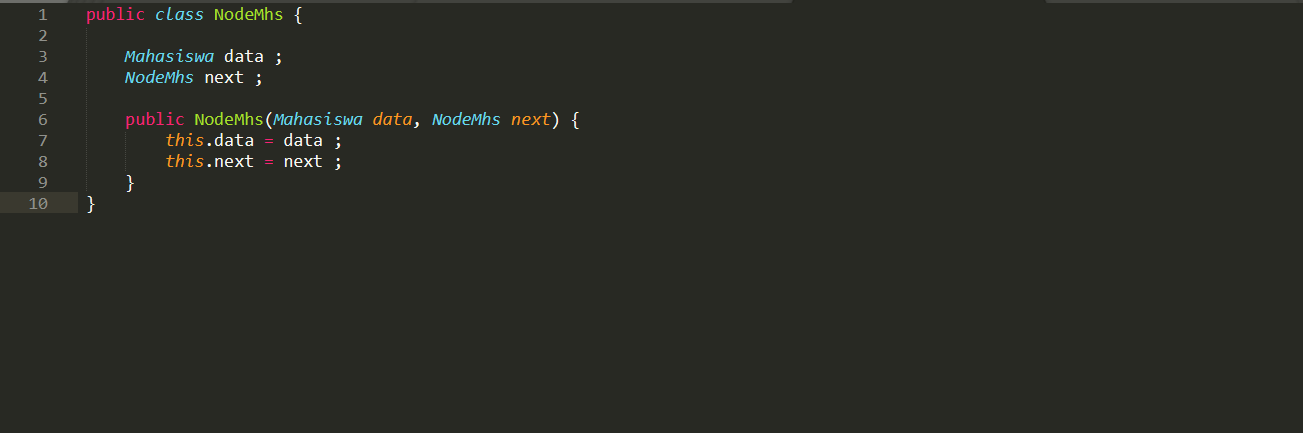 1 public class NodeMhs {
2
3 Mahasiswa data ;
4 NodeMhs next ;
5
6 public NodeMhs(Mahasiswa data, NodeMhs next) {
7 this.data = data ;
8 this.next = next ;
9 }
10 }